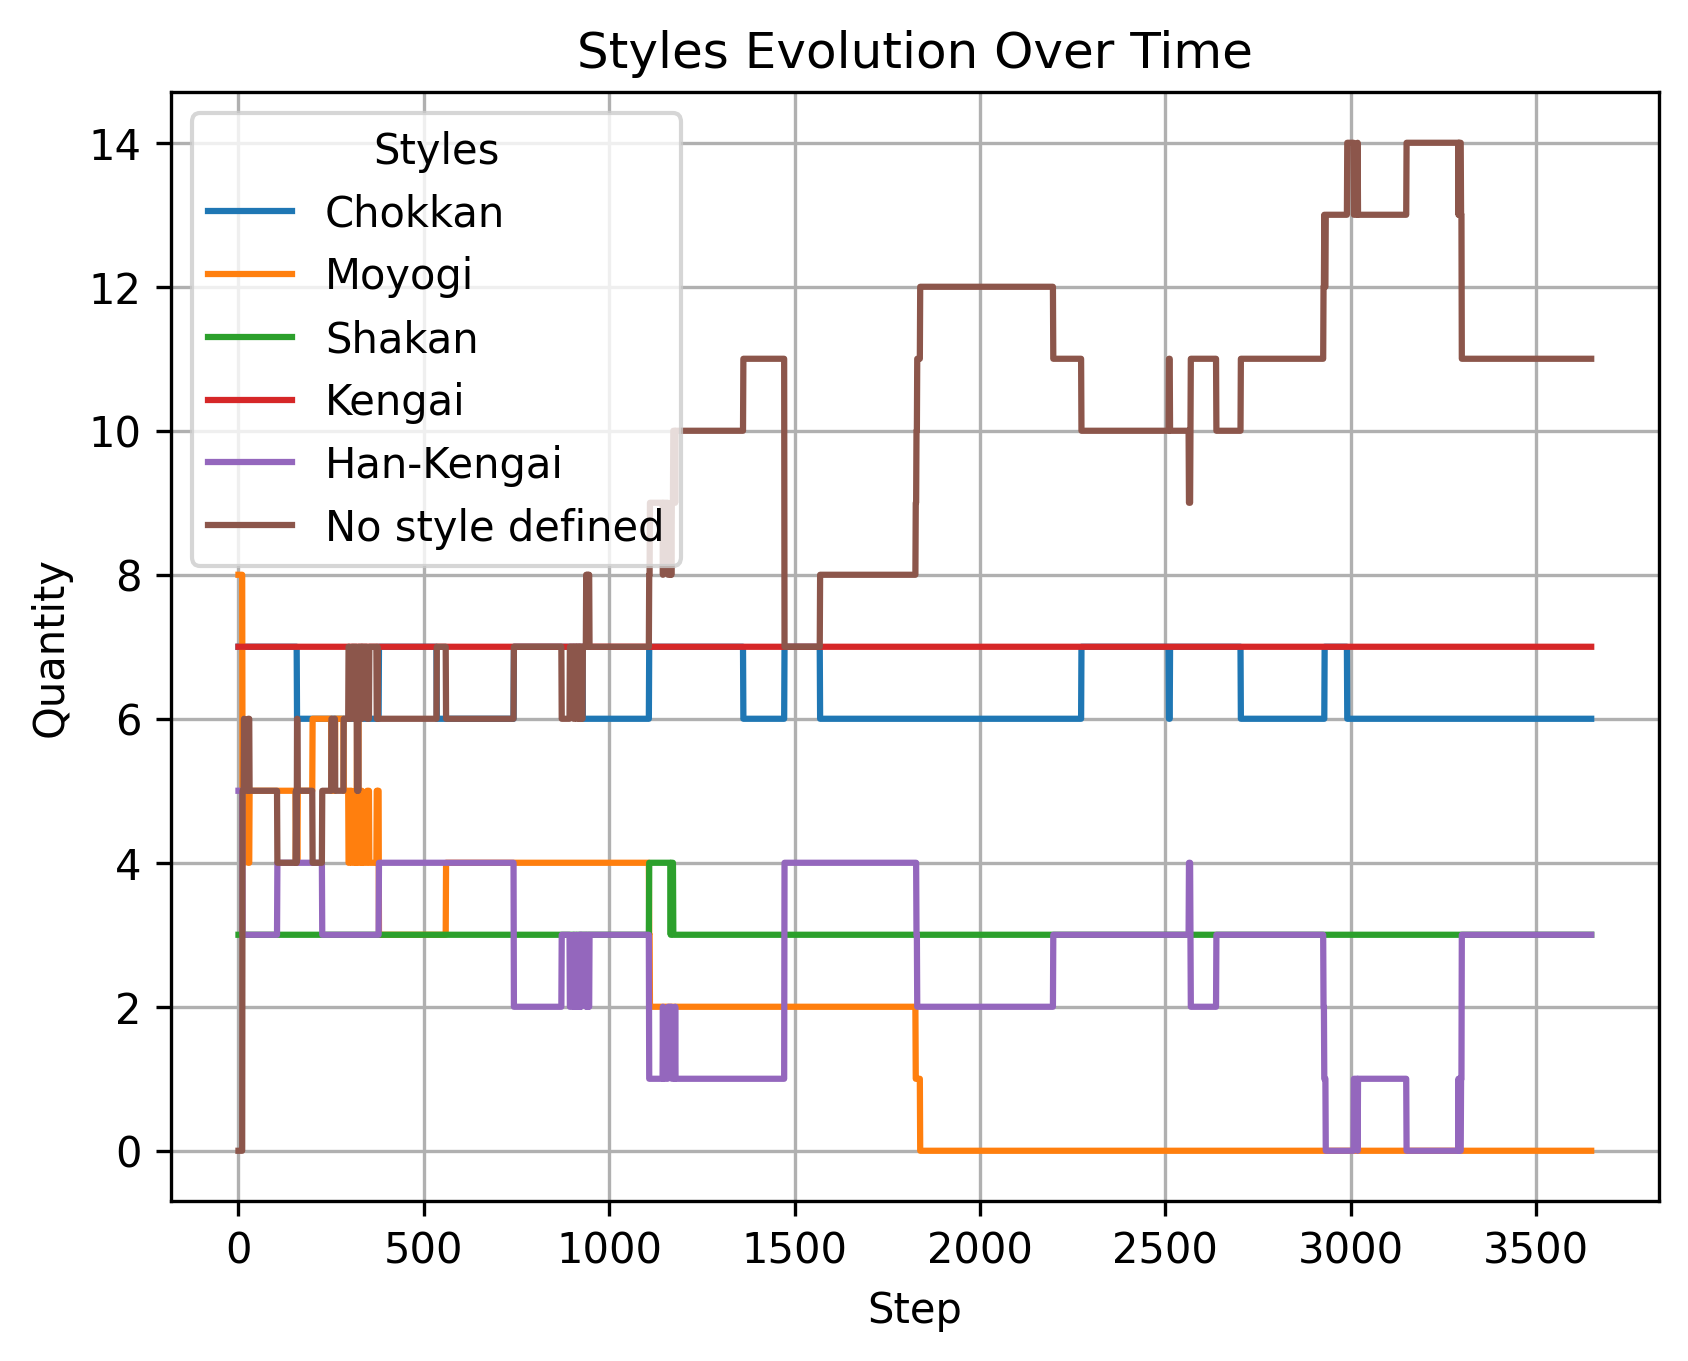 Styles Evolution Over Time
Styles
Chokkan
Moyogi
Shakan
Kengai
Han-Kengai
No style defined
Quantity
14
12
10
8
6
4
2
0
0 500 1000 1500 2000 2500 3000 3500
Step